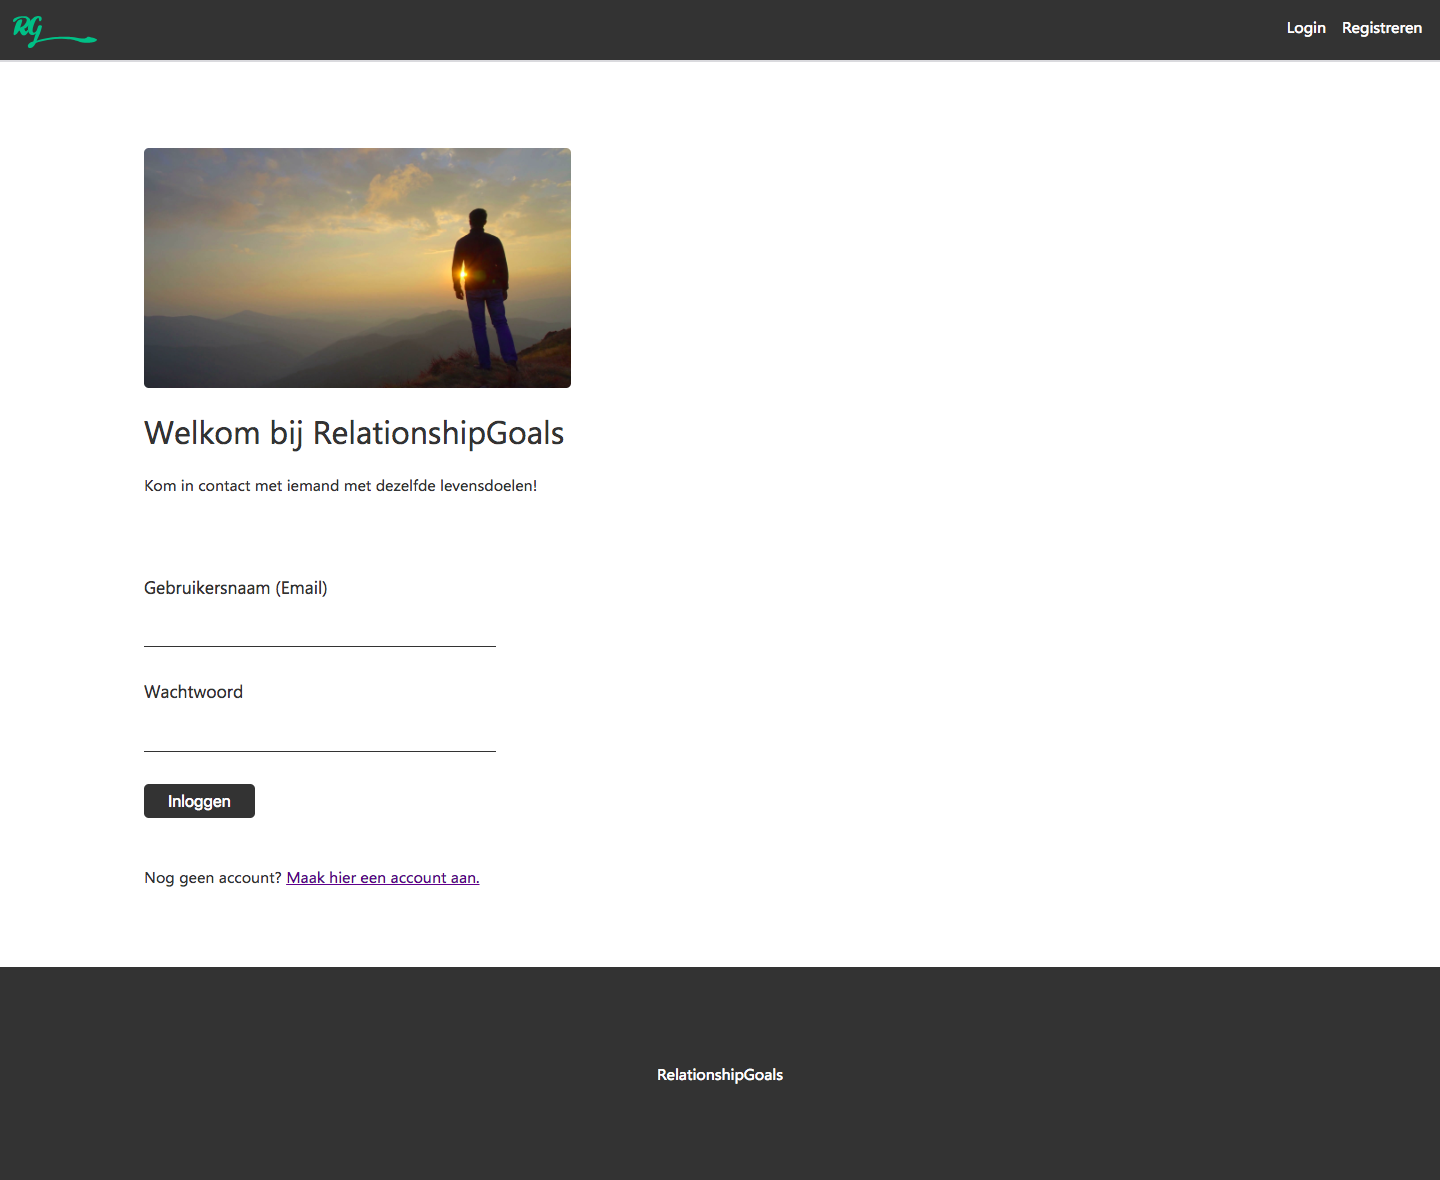 RG
Login Registreren
Welkom bij RelationshipGoals
Kom in contact met iemand met dezelfde levensdoelen!
Gebruikersnaam (Email)
Wachtwoord
Inloggen
Nog geen account? Maak hier een account aan.
RelationshipGoals